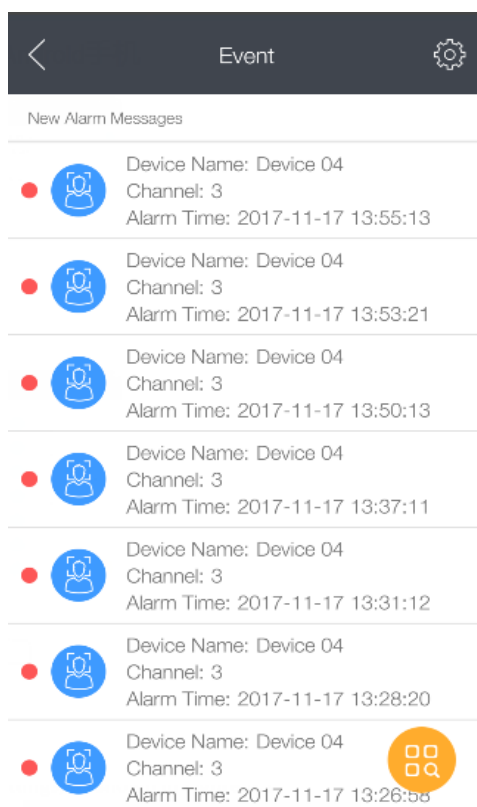 Event
New Alarm Messages
Device Name: Device 04
Channel: 3
Alarm Time: 2017-11-17 13:55:13
Device Name: Device 04
Channel: 3
Alarm Time: 2017-11-17 13:53:21
Device Name: Device 04
Channel: 3
Alarm Time: 2017-11-17 13:50:13
Device Name: Device 04
Channel: 3
Alarm Time: 2017-11-17 13:37:11
Device Name: Device 04
Channel: 3
Alarm Time: 2017-11-17 13:31:12
Device Name: Device 04
Channel: 3
Alarm Time: 2017-11-17 13:28:20
Device Name: Device 04
Channel: 3
Alarm Time: 2017-11-17 13:26:58